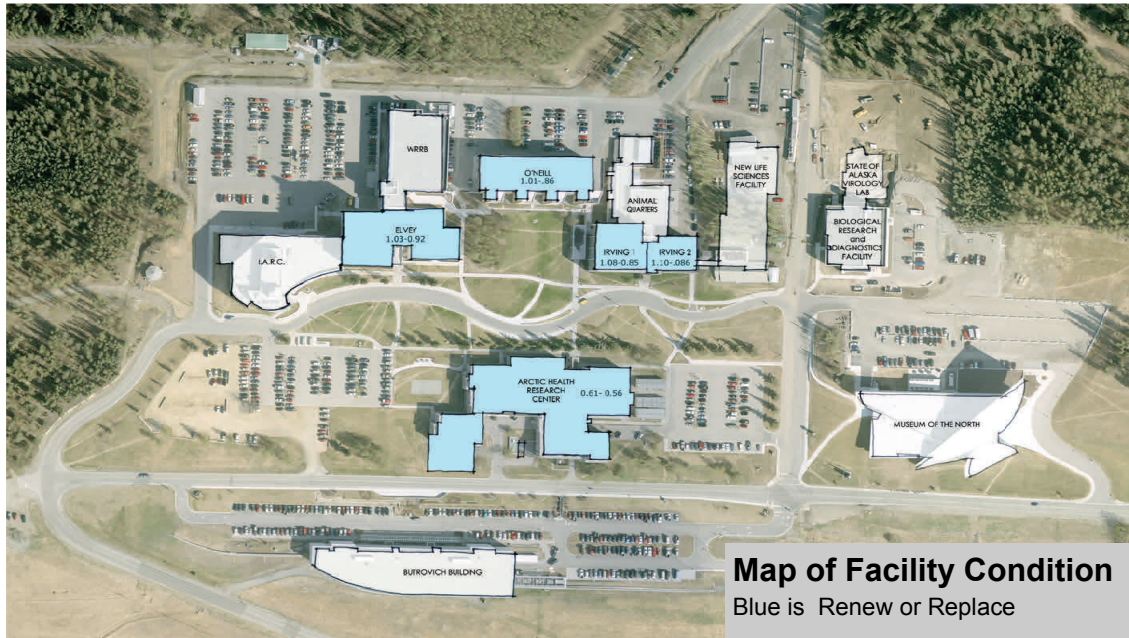 WRRB
O'NEILL
1.01-.86
ANIMAL
QUARTERS
NEW LIFE
SCIENCES
FACILITY
STATE OF
ALASKA
VIROLOGY
LAB
BIOLOGICAL
RESEARCH
and
DIAGNOSTICS
FACILITY
ELVEY
1.03-0.92
I.A.R.C.
IRVING 1
1.08-0.85
IRVING 2
1.10-.086
ARCTIC HEALTH
RESEARCH
CENTER
0.61- 0.56
MUSEUM OF THE NORTH
BUTROVICH BUILDING
Map of Facility Condition
Blue is Renew or Replace